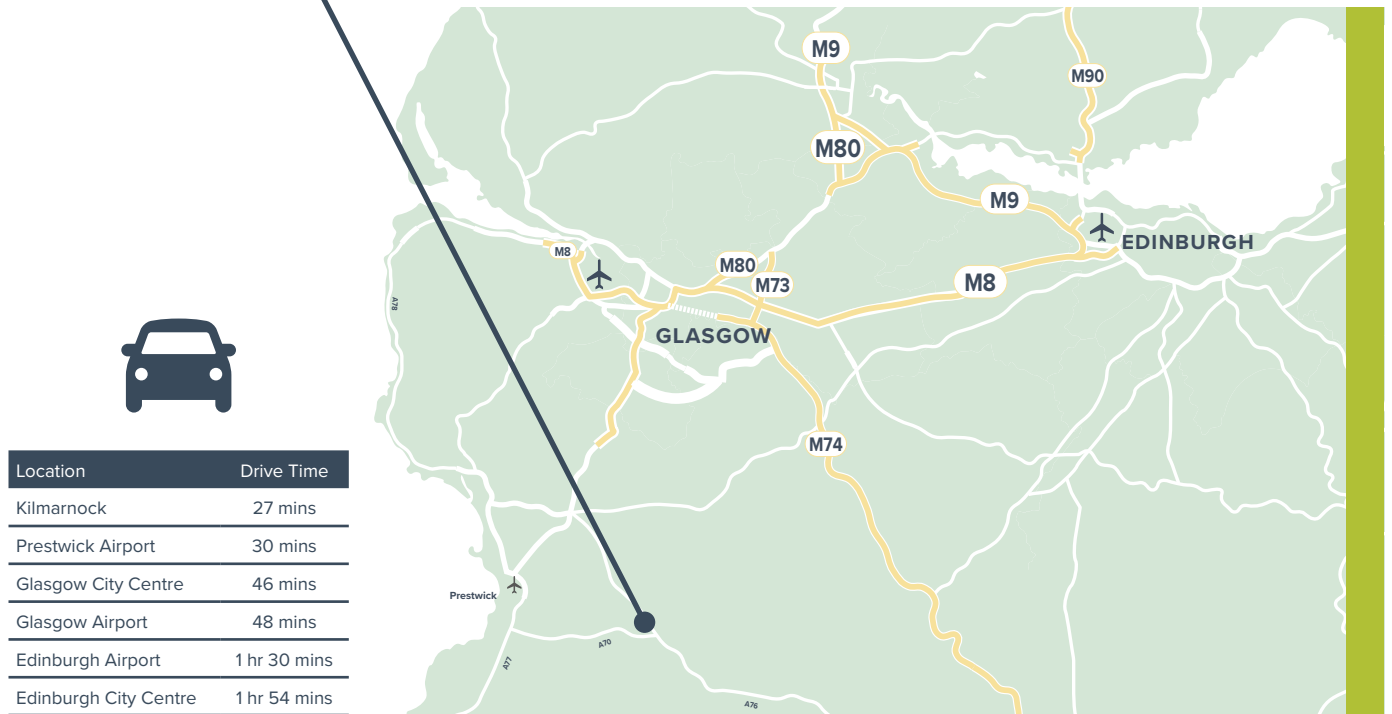 M9
M90
M80
M9
EDINBURGH
M8
M80
M8
M73
A78
GLASGOW
M74
Prestwick
A70
A77
A76
Location Drive Time
Kilmarnock 27 mins
Prestwick Airport 30 mins
Glasgow City Centre 46 mins
Glasgow Airport 48 mins
Edinburgh Airport 1 hr 30 mins
Edinburgh City Centre 1 hr 54 mins